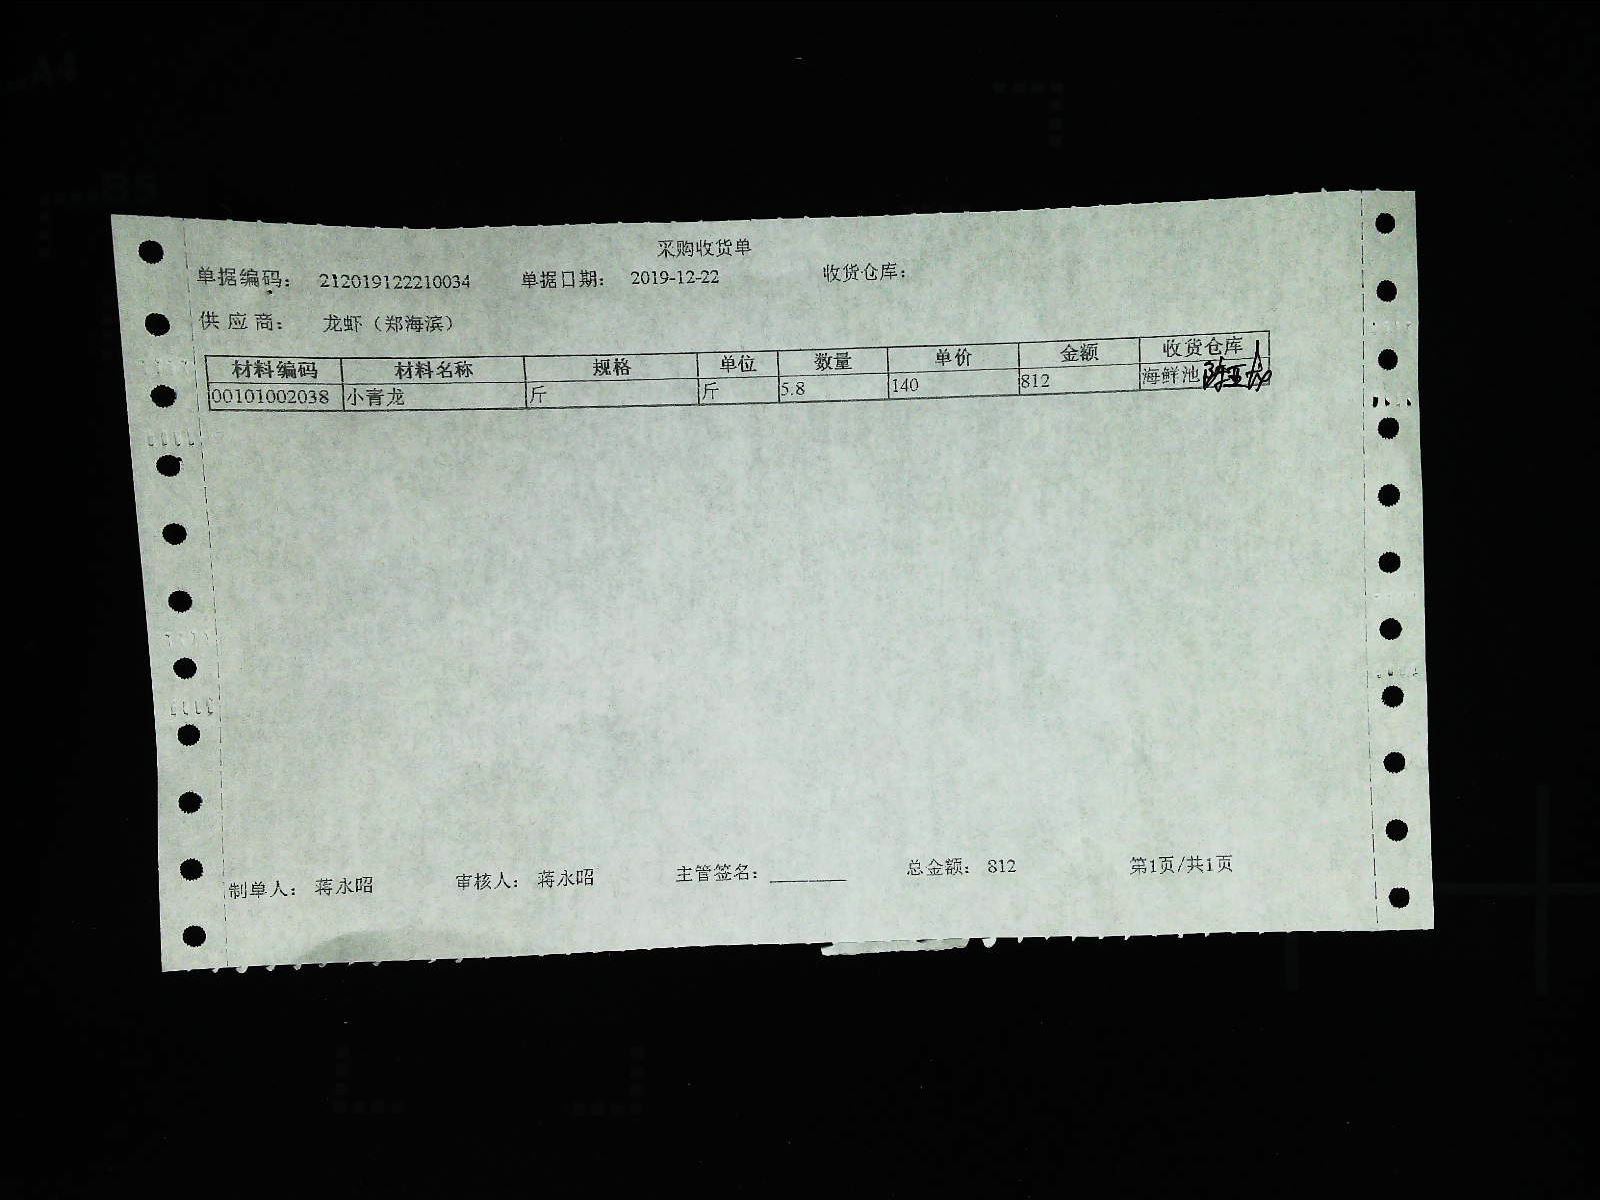 采购收货单
单据编码： 212019122210034 单据日期： 2019-12-22 收货仓库：
供应商： 龙虾（郑海滨）
材料编码 材料名称 规格 单位 数量 单价 金额 收货仓库
00101002038 小青龙 斤 斤 5.8 140 812 海鲜池
制单人： 蒋永昭 审核人： 蒋永昭 主管签名： 总金额： 812 第1页/共1页